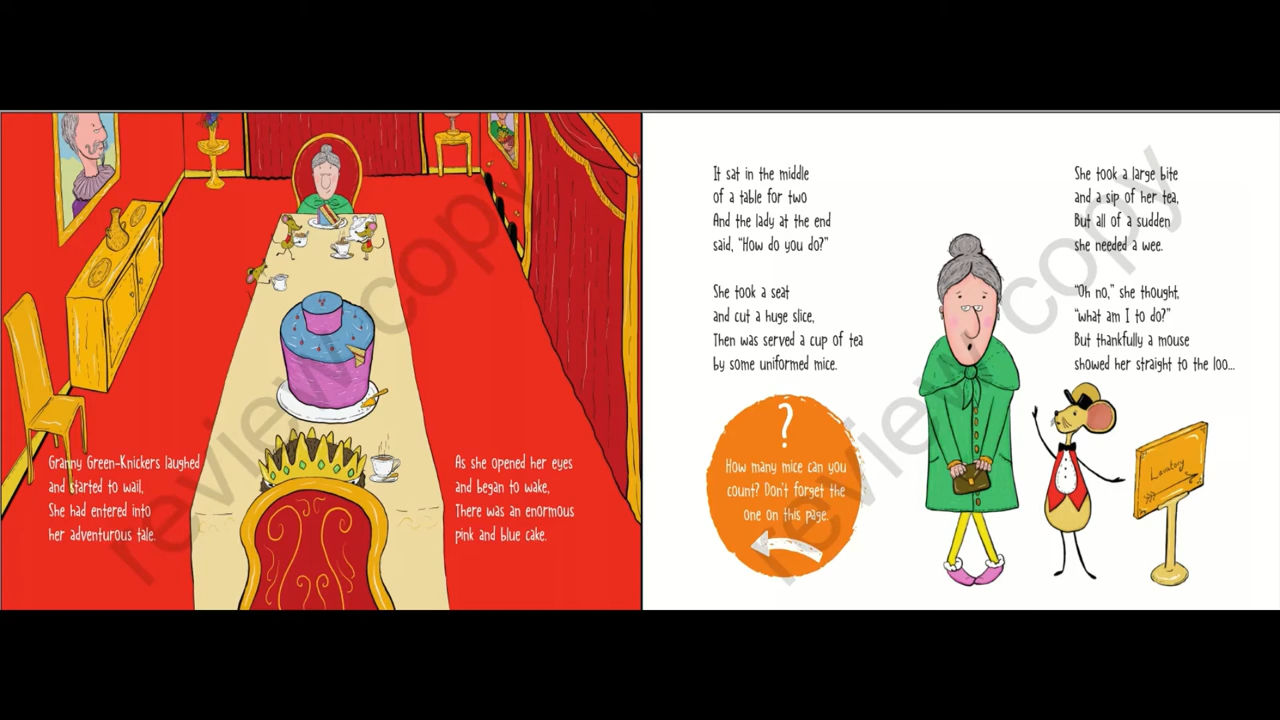 Granny Green-Knickers laughed
and started to wail,
She had entered into
her adventurous tale.
As she opened her eyes
and began to wake,
There was an enormous
pink and blue cake.
It sat in the middle
of a table for two
And the lady at the end
said, “How do you do?”
She took a seat
and cut a huge slice,
Then was served a cup of tea
by some uniformed mice.
?
How many mice can you
count? Don't forget the
one on this page.
She took a large bite
and a sip of her tea,
But all of a sudden
she needed a wee.
“Oh no,” she thought,
“what am I to do?”
But thankfully a mouse
showed her straight to the loo...
Lavatory
review copy
review copy